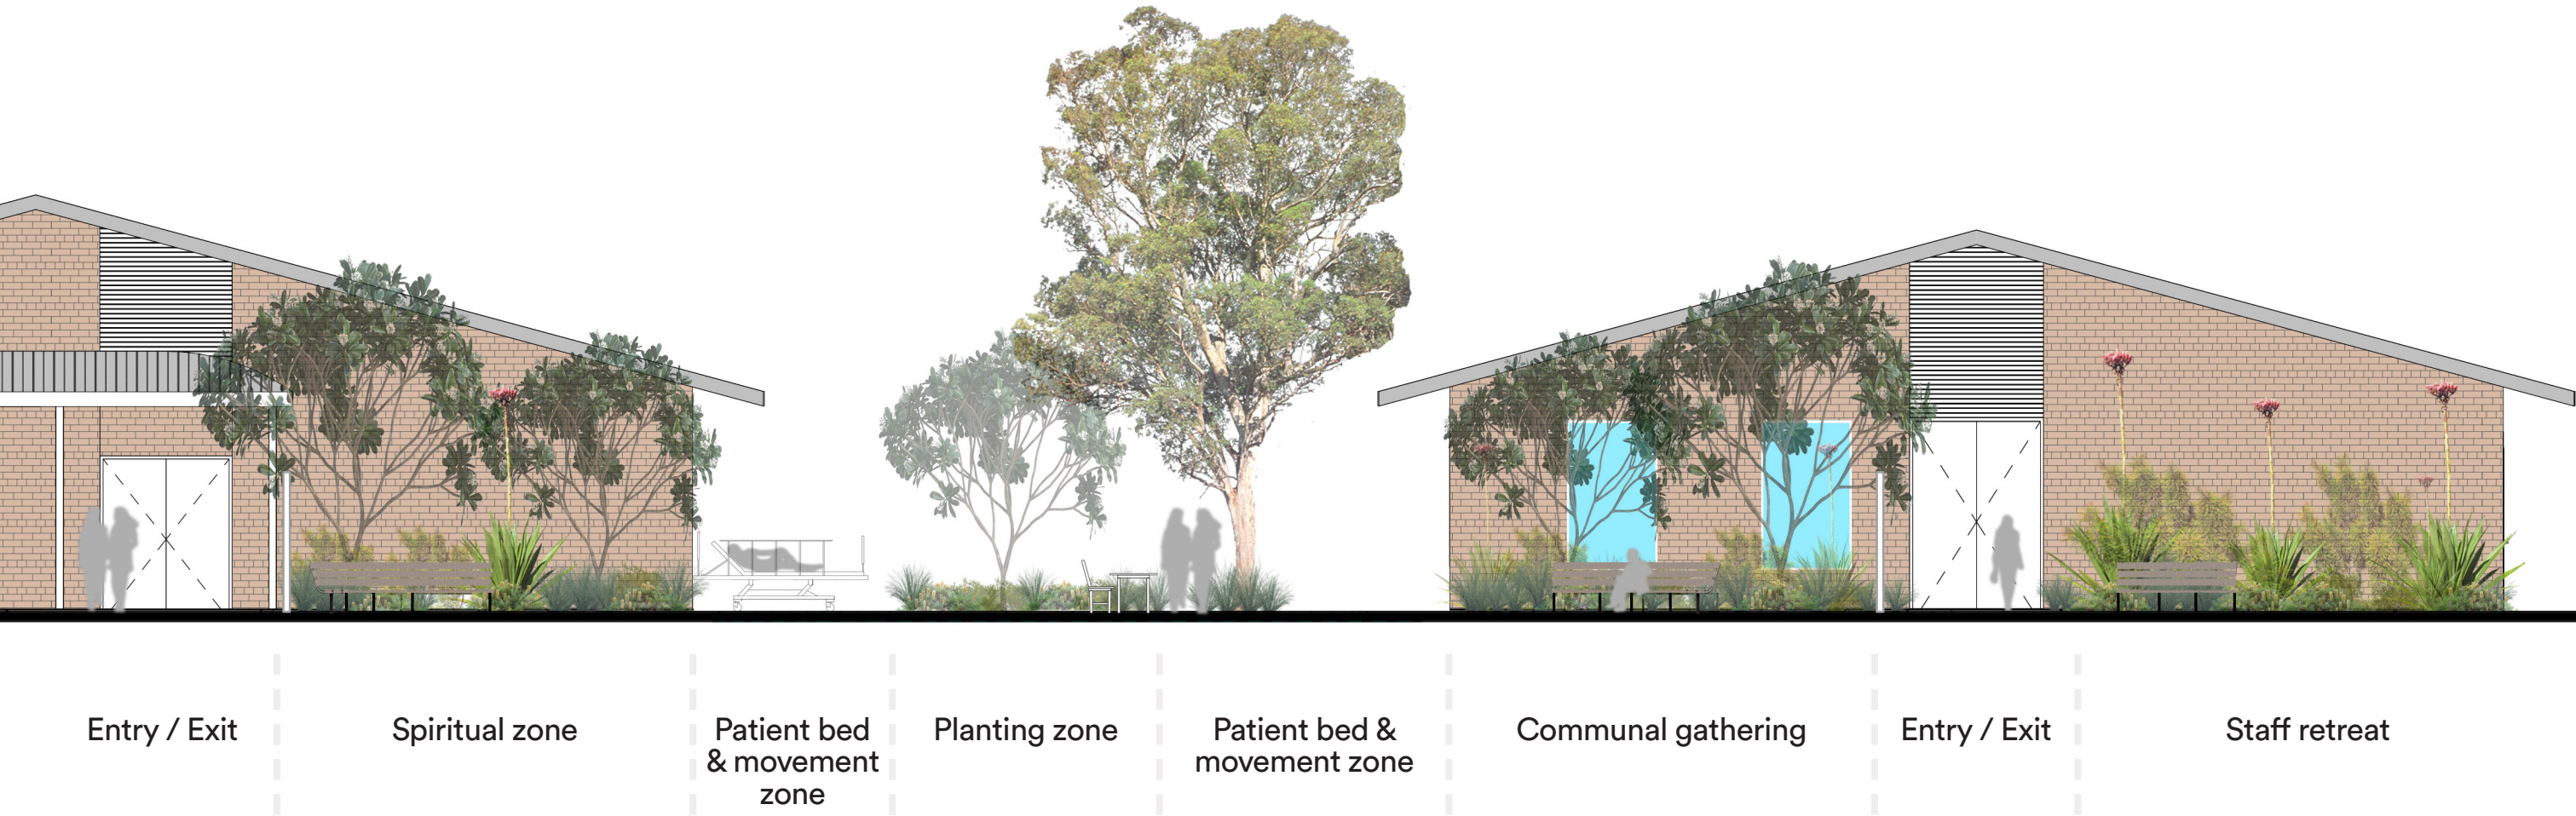 Entry / Exit
Spiritual zone
Patient bed
& movement
zone
Planting zone
Patient bed &
movement zone
Communal gathering
Entry / Exit
Staff retreat